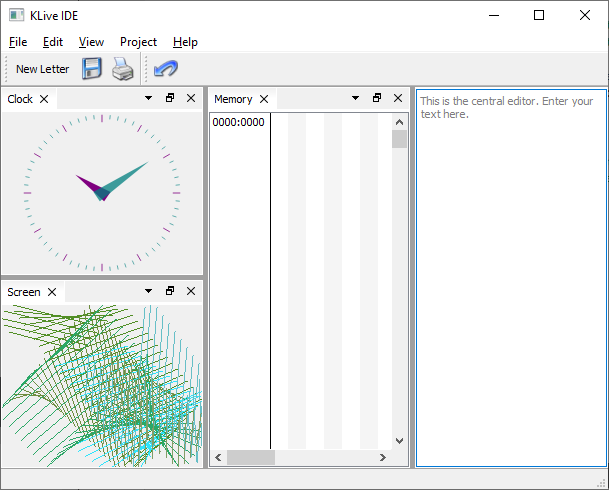 KLive IDE
File Edit View Project Help
New Letter
Clock
Memory
0000:0000
This is the central editor. Enter your
text here.
Screen